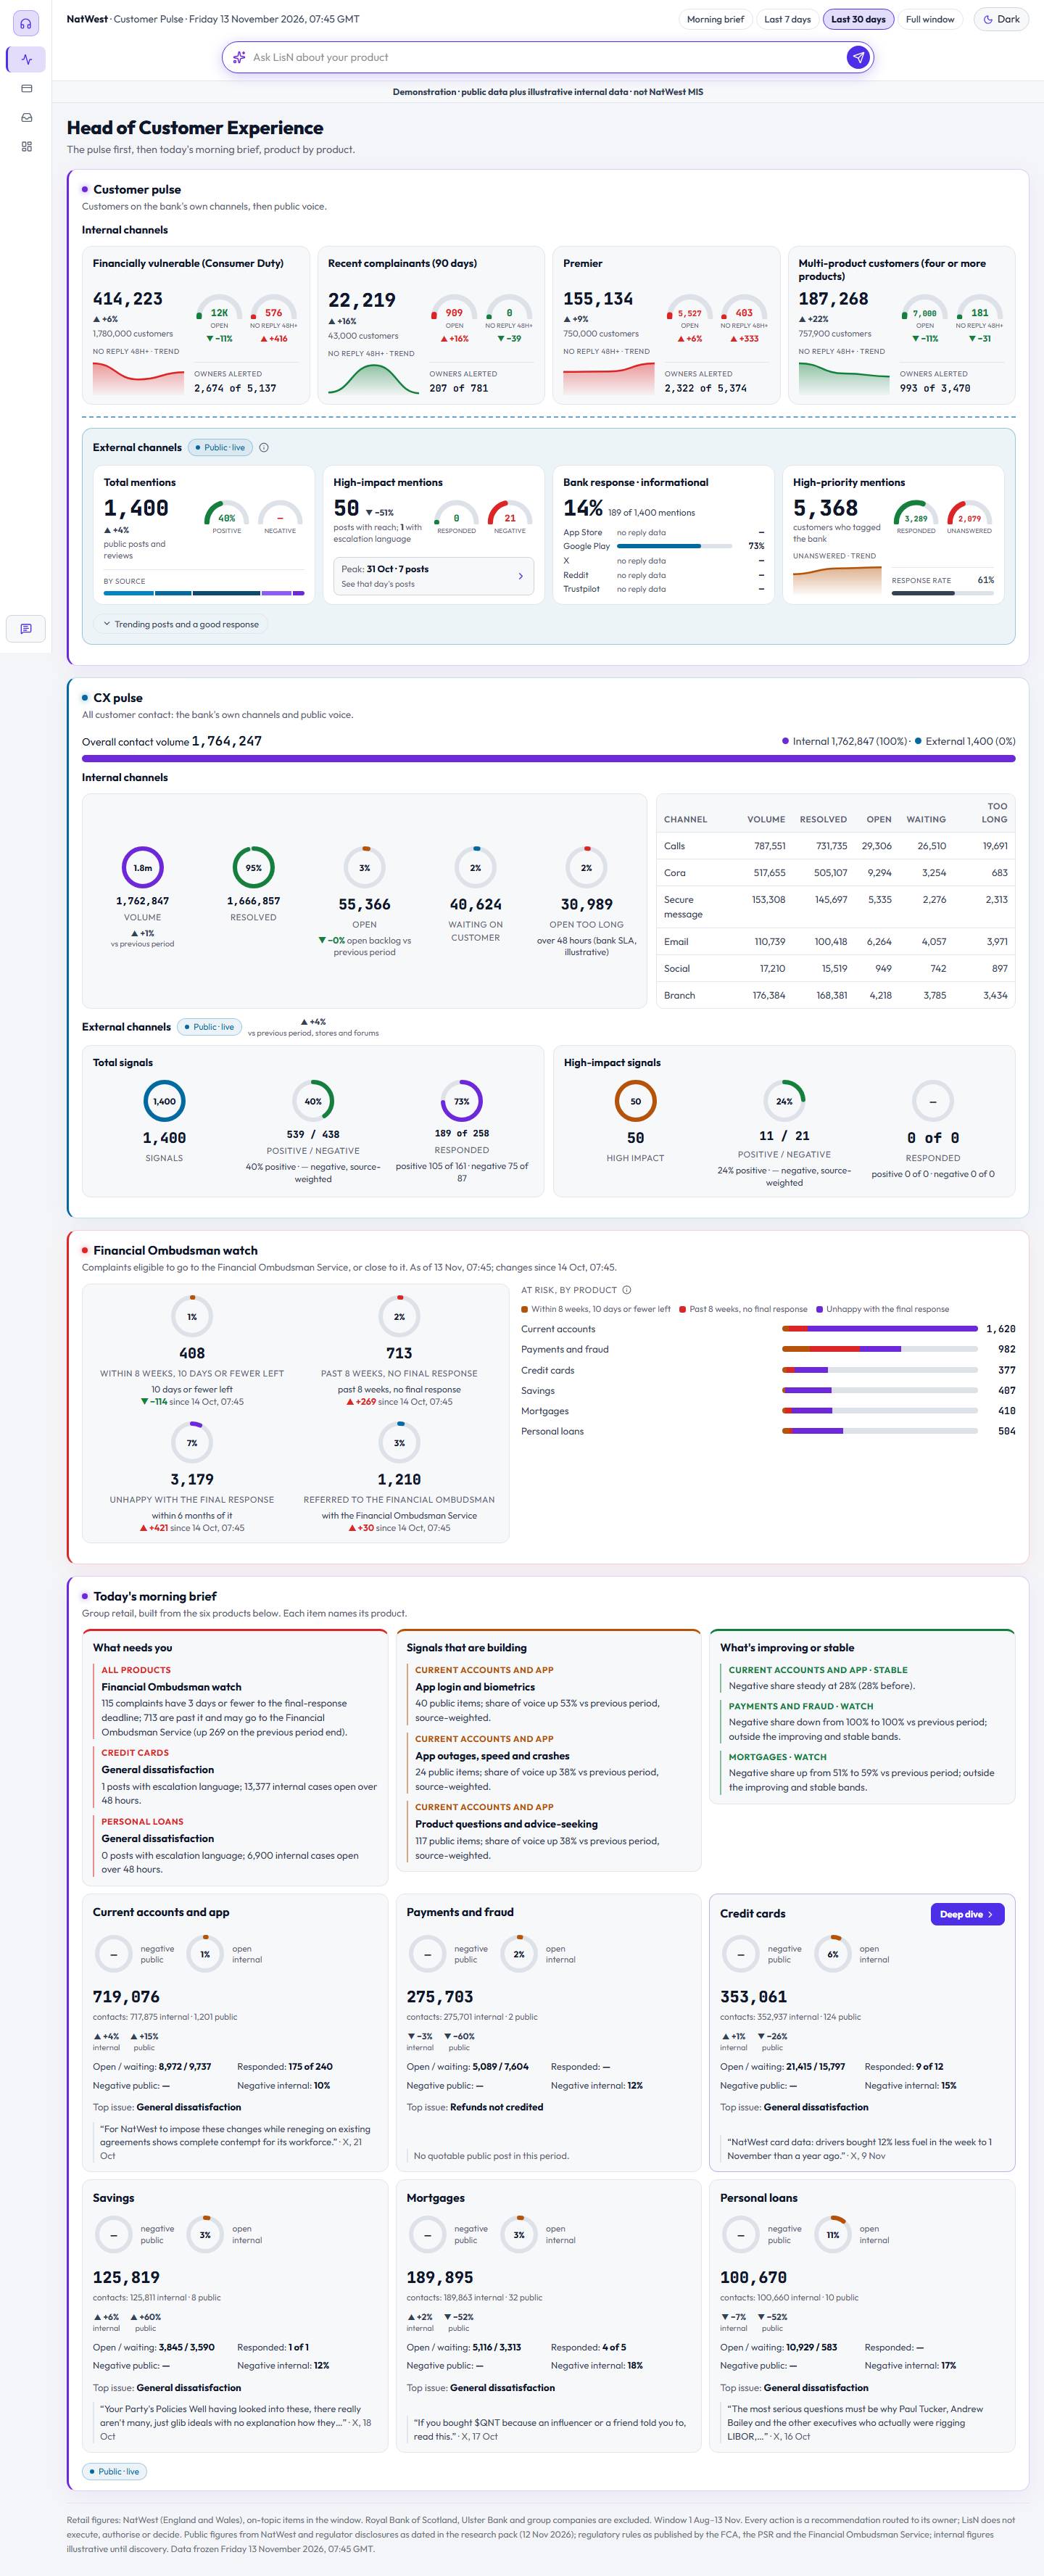 NatWest · Customer Pulse · Friday 13 November 2026, 07:45 GMT
Morning brief
Last 7 days
Last 30 days
Full window
Dark
Ask LisN about your product
Demonstration · public data plus illustrative internal data · not NatWest MIS
Head of Customer Experience
The pulse first, then today's morning brief, product by product.
Customer pulse
Customers on the bank's own channels, then public voice.
Internal channels
Financially vulnerable (Consumer Duty)
414,223
▲ +6%
1,780,000 customers
12K
OPEN
▼ −11%
576
NO REPLY 48H+
▲ +416
NO REPLY 48H+ · TREND
OWNERS ALERTED
2,674 of 5,137
Recent complainants (90 days)
22,219
▲ +16%
43,000 customers
909
OPEN
▲ +16%
0
NO REPLY 48H+
▼ −39
NO REPLY 48H+ · TREND
OWNERS ALERTED
207 of 781
Premier
155,134
▲ +9%
750,000 customers
5,527
OPEN
▲ +6%
403
NO REPLY 48H+
▲ +333
NO REPLY 48H+ · TREND
OWNERS ALERTED
2,322 of 5,374
Multi-product customers (four or more
products)
187,268
▲ +22%
757,900 customers
7,000
OPEN
▼ −11%
181
NO REPLY 48H+
▼ −31
NO REPLY 48H+ · TREND
OWNERS ALERTED
993 of 3,470
External channels
Public · live
Total mentions
1,400
▲ +4%
public posts and
reviews
40%
POSITIVE
—
NEGATIVE
BY SOURCE
High-impact mentions
50 ▼ −51%
posts with reach; 1 with
escalation language
0
RESPONDED
21
NEGATIVE
Peak: 31 Oct · 7 posts
See that day's posts
Bank response · informational
14% 189 of 1,400 mentions
App Store no reply data —
Google Play 73%
X no reply data —
Reddit no reply data —
Trustpilot no reply data —
High-priority mentions
5,368
customers who tagged
the bank
3,289
RESPONDED
2,079
UNANSWERED
UNANSWERED · TREND
RESPONSE RATE 61%
Trending posts and a good response
CX pulse
All customer contact: the bank's own channels and public voice.
Overall contact volume 1,764,247
Internal 1,762,847 (100%) · External 1,400 (0%)
Internal channels
1.8m
1,762,847
VOLUME
▲ +1%
vs previous period
95%
1,666,857
RESOLVED
3%
55,366
OPEN
▼ −0% open backlog vs
previous period
2%
40,624
WAITING ON
CUSTOMER
2%
30,989
OPEN TOO LONG
over 48 hours (bank SLA,
illustrative)
CHANNEL VOLUME RESOLVED OPEN WAITING TOO LONG
Calls 787,551 731,735 29,306 26,510 19,691
Cora 517,655 505,107 9,294 3,254 683
Secure message 153,308 145,697 5,335 2,276 2,313
Email 110,739 100,418 6,264 4,057 3,971
Social 17,210 15,519 949 742 897
Branch 176,384 168,381 4,218 3,785 3,434
External channels
Public · live
▲ +4%
vs previous period, stores and forums
Total signals
1,400
1,400
SIGNALS
40%
539 / 438
POSITIVE / NEGATIVE
40% positive · — negative, source-
weighted
73%
189 of 258
RESPONDED
positive 105 of 161 · negative 75 of
87
High-impact signals
50
50
HIGH IMPACT
24%
11 / 21
POSITIVE / NEGATIVE
24% positive · — negative, source-
weighted
—
0 of 0
RESPONDED
positive 0 of 0 · negative 0 of 0
Financial Ombudsman watch
Complaints eligible to go to the Financial Ombudsman Service, or close to it. As of 13 Nov, 07:45; changes since 14 Oct, 07:45.
1%
408
WITHIN 8 WEEKS, 10 DAYS OR FEWER LEFT
10 days or fewer left
▼ −114 since 14 Oct, 07:45
2%
713
PAST 8 WEEKS, NO FINAL RESPONSE
past 8 weeks, no final response
▲ +269 since 14 Oct, 07:45
7%
3,179
UNHAPPY WITH THE FINAL RESPONSE
within 6 months of it
▲ +421 since 14 Oct, 07:45
3%
1,210
REFERRED TO THE FINANCIAL OMBUDSMAN
with the Financial Ombudsman Service
▲ +30 since 14 Oct, 07:45
AT RISK, BY PRODUCT
Within 8 weeks, 10 days or fewer left
Past 8 weeks, no final response
Unhappy with the final response
Current accounts 1,620
Payments and fraud 982
Credit cards 377
Savings 407
Mortgages 410
Personal loans 504
Today's morning brief
Group retail, built from the six products below. Each item names its product.
What needs you
ALL PRODUCTS
Financial Ombudsman watch
115 complaints have 3 days or fewer to the final-response
deadline; 713 are past it and may go to the Financial
Ombudsman Service (up 269 on the previous period end).
CREDIT CARDS
General dissatisfaction
1 posts with escalation language; 13,377 internal cases open over
48 hours.
PERSONAL LOANS
General dissatisfaction
0 posts with escalation language; 6,900 internal cases open
over 48 hours.
Signals that are building
CURRENT ACCOUNTS AND APP
App login and biometrics
40 public items; share of voice up 53% vs previous period,
source-weighted.
CURRENT ACCOUNTS AND APP
App outages, speed and crashes
24 public items; share of voice up 38% vs previous period,
source-weighted.
CURRENT ACCOUNTS AND APP
Product questions and advice-seeking
117 public items; share of voice up 38% vs previous period,
source-weighted.
What's improving or stable
CURRENT ACCOUNTS AND APP · STABLE
Negative share steady at 28% (28% before).
PAYMENTS AND FRAUD · WATCH
Negative share down from 100% to 100% vs previous period;
outside the improving and stable bands.
MORTGAGES · WATCH
Negative share up from 51% to 59% vs previous period; outside
the improving and stable bands.
Current accounts and app
—
negative
public
1%
open
internal
719,076
contacts: 717,875 internal · 1,201 public
▲ +4%
internal
▲ +15%
public
Open / waiting: 8,972 / 9,737
Responded: 175 of 240
Negative public: —
Negative internal: 10%
Top issue: General dissatisfaction
“For NatWest to impose these changes while reneging on existing
agreements shows complete contempt for its workforce.” · X, 21
Oct
Payments and fraud
—
negative
public
2%
open
internal
275,703
contacts: 275,701 internal · 2 public
▼ −3%
internal
▼ −60%
public
Open / waiting: 5,089 / 7,604
Responded: —
Negative public: —
Negative internal: 12%
Top issue: Refunds not credited
No quotable public post in this period.
Credit cards
Deep dive
—
negative
public
6%
open
internal
353,061
contacts: 352,937 internal · 124 public
▲ +1%
internal
▼ −26%
public
Open / waiting: 21,415 / 15,797
Responded: 9 of 12
Negative public: —
Negative internal: 15%
Top issue: General dissatisfaction
“NatWest card data: drivers bought 12% less fuel in the week to 1
November than a year ago.” · X, 9 Nov
Savings
—
negative
public
3%
open
internal
125,819
contacts: 125,811 internal · 8 public
▲ +6%
internal
▲ +60%
public
Open / waiting: 3,845 / 3,590
Responded: 1 of 1
Negative public: —
Negative internal: 12%
Top issue: General dissatisfaction
“Your Party's Policies Well having looked into these, there really
aren't many, just glib ideals with no explanation how they…” · X, 18
Oct
Mortgages
—
negative
public
3%
open
internal
189,895
contacts: 189,863 internal · 32 public
▲ +2%
internal
▼ −52%
public
Open / waiting: 5,116 / 3,313
Responded: 4 of 5
Negative public: —
Negative internal: 18%
Top issue: General dissatisfaction
“If you bought $QNT because an influencer or a friend told you to,
read this.” · X, 17 Oct
Personal loans
—
negative
public
11%
open
internal
100,670
contacts: 100,660 internal · 10 public
▼ −7%
internal
▼ −52%
public
Open / waiting: 10,929 / 583
Responded: —
Negative public: —
Negative internal: 17%
Top issue: General dissatisfaction
“The most serious questions must be why Paul Tucker, Andrew
Bailey and the other executives who actually were rigging
LIBOR,…” · X, 16 Oct
Public · live
Retail figures: NatWest (England and Wales), on-topic items in the window. Royal Bank of Scotland, Ulster Bank and group companies are excluded. Window 1 Aug–13 Nov. Every action is a recommendation routed to its owner; LisN does not
execute, authorise or decide. Public figures from NatWest and regulator disclosures as dated in the research pack (12 Nov 2026); regulatory rules as published by the FCA, the PSR and the Financial Ombudsman Service; internal figures
illustrative until discovery. Data frozen Friday 13 November 2026, 07:45 GMT.